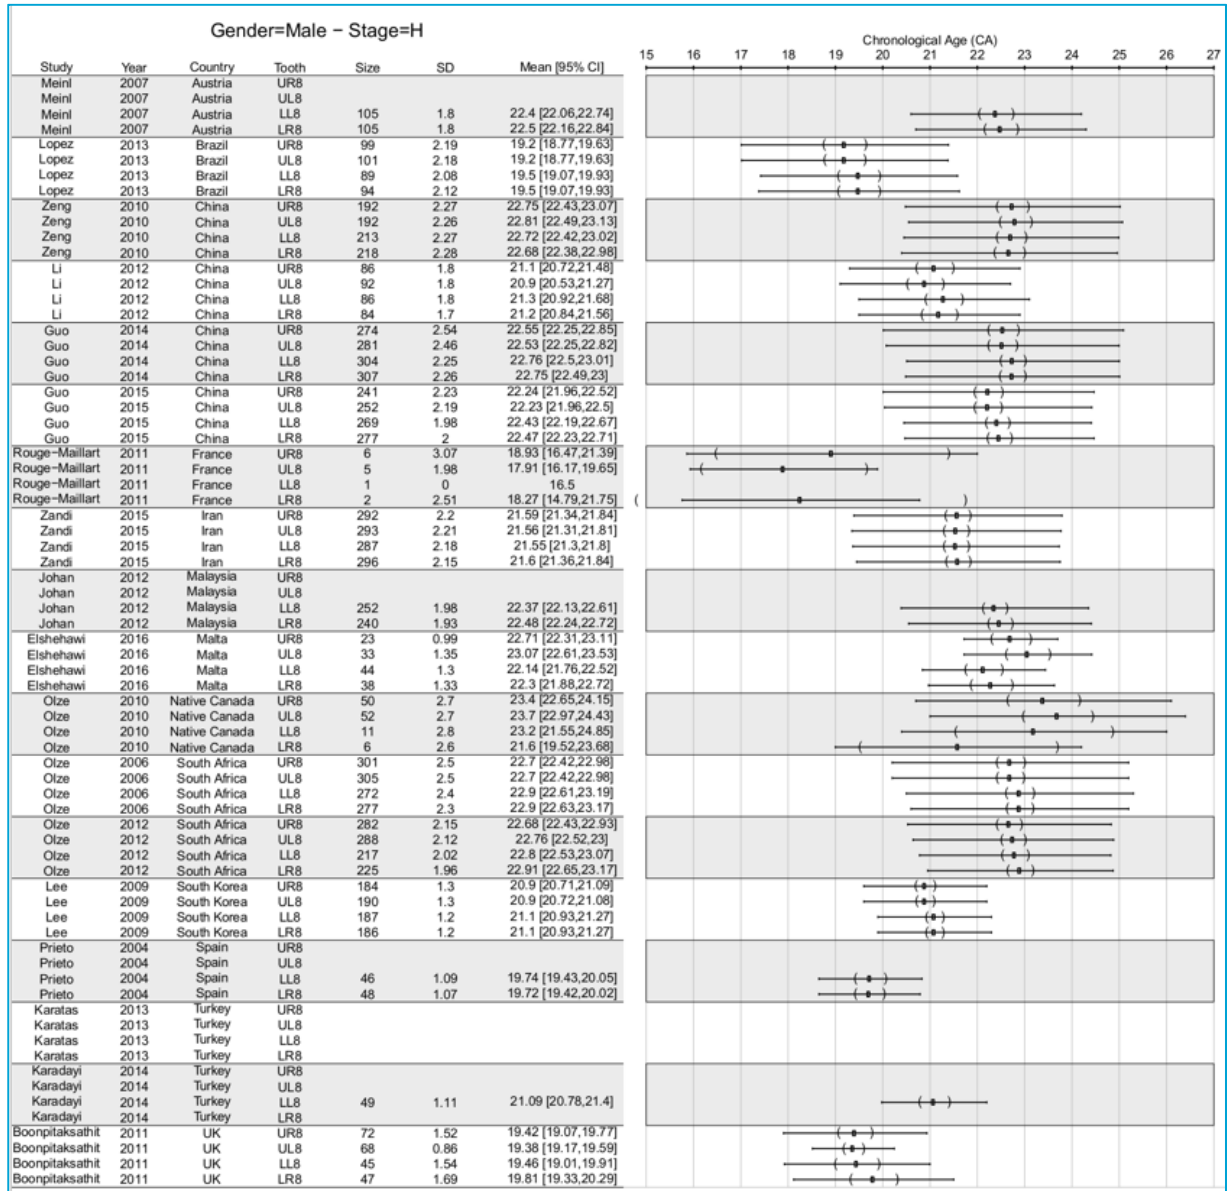 Gender=Male − Stage=H
Chronological Age (CA)
15 16 17 18 19 20 21 22 23 24 25 26 27
Study Year Country Tooth Size SD Mean [95% CI]
Meinl 2007 Austria UR8
Meinl 2007 Austria UL8
Meinl 2007 Austria LL8 105 1.8 22.4 [22.06,22.74]
Meinl 2007 Austria LR8 105 1.8 22.5 [22.16,22.84]
Lopez 2013 Brazil UR8 99 2.19 19.2 [18.77,19.63]
Lopez 2013 Brazil UL8 101 2.18 19.2 [18.77,19.63]
Lopez 2013 Brazil LL8 89 2.08 19.5 [19.07,19.93]
Lopez 2013 Brazil LR8 94 2.12 19.5 [19.07,19.93]
Zeng 2010 China UR8 192 2.27 22.75 [22.43,23.07]
Zeng 2010 China UL8 192 2.26 22.81 [22.49,23.13]
Zeng 2010 China LL8 213 2.27 22.72 [22.42,23.02]
Zeng 2010 China LR8 218 2.28 22.68 [22.38,22.98]
Li 2012 China UR8 86 1.8 21.1 [20.72,21.48]
Li 2012 China UL8 92 1.8 20.9 [20.53,21.27]
Li 2012 China LL8 86 1.8 21.3 [20.92,21.68]
Li 2012 China LR8 84 1.7 21.2 [20.84,21.56]
Guo 2014 China UR8 274 2.54 22.55 [22.25,22.85]
Guo 2014 China UL8 281 2.46 22.53 [22.25,22.82]
Guo 2014 China LL8 304 2.25 22.76 [22.5,23.01]
Guo 2014 China LR8 307 2.26 22.75 [22.49,23]
Guo 2015 China UR8 241 2.23 22.24 [21.96,22.52]
Guo 2015 China UL8 252 2.19 22.23 [21.96,22.5]
Guo 2015 China LL8 269 1.98 22.43 [22.19,22.67]
Guo 2015 China LR8 277 2 22.47 [22.23,22.71]
Rouge−Maillart 2011 France UR8 6 3.07 18.93 [16.47,21.39]
Rouge−Maillart 2011 France UL8 5 1.98 17.91 [16.17,19.65]
Rouge−Maillart 2011 France LL8 1 0 16.5
Rouge−Maillart 2011 France LR8 2 2.51 18.27 [14.79,21.75]
Zandi 2015 Iran UR8 292 2.2 21.59 [21.34,21.84]
Zandi 2015 Iran UL8 293 2.21 21.56 [21.31,21.81]
Zandi 2015 Iran LL8 287 2.18 21.55 [21.3,21.8]
Zandi 2015 Iran LR8 296 2.15 21.6 [21.36,21.84]
Johan 2012 Malaysia UR8
Johan 2012 Malaysia UL8
Johan 2012 Malaysia LL8 252 1.98 22.37 [22.13,22.61]
Johan 2012 Malaysia LR8 240 1.93 22.48 [22.24,22.72]
Elshehawi 2016 Malta UR8 23 0.99 22.71 [22.31,23.11]
Elshehawi 2016 Malta UL8 33 1.35 23.07 [22.61,23.53]
Elshehawi 2016 Malta LL8 44 1.3 22.14 [21.76,22.52]
Elshehawi 2016 Malta LR8 38 1.33 22.3 [21.88,22.72]
Olze 2010 Native Canada UR8 50 2.7 23.4 [22.65,24.15]
Olze 2010 Native Canada UL8 52 2.7 23.7 [22.97,24.43]
Olze 2010 Native Canada LL8 11 2.8 23.2 [21.55,24.85]
Olze 2010 Native Canada LR8 6 2.6 21.6 [19.52,23.68]
Olze 2006 South Africa UR8 301 2.5 22.7 [22.42,22.98]
Olze 2006 South Africa UL8 305 2.5 22.7 [22.42,22.98]
Olze 2006 South Africa LL8 272 2.4 22.9 [22.61,23.19]
Olze 2006 South Africa LR8 277 2.3 22.9 [22.63,23.17]
Olze 2012 South Africa UR8 282 2.15 22.68 [22.43,22.93]
Olze 2012 South Africa UL8 288 2.12 22.76 [22.52,23]
Olze 2012 South Africa LL8 217 2.02 22.8 [22.53,23.07]
Olze 2012 South Africa LR8 225 1.96 22.91 [22.65,23.17]
Lee 2009 South Korea UR8 184 1.3 20.9 [20.71,21.09]
Lee 2009 South Korea UL8 190 1.3 20.9 [20.72,21.08]
Lee 2009 South Korea LL8 187 1.2 21.1 [20.93,21.27]
Lee 2009 South Korea LR8 186 1.2 21.1 [20.93,21.27]
Prieto 2004 Spain UR8
Prieto 2004 Spain UL8
Prieto 2004 Spain LL8 46 1.09 19.74 [19.43,20.05]
Prieto 2004 Spain LR8 48 1.07 19.72 [19.42,20.02]
Karatas 2013 Turkey UR8
Karatas 2013 Turkey UL8
Karatas 2013 Turkey LL8
Karatas 2013 Turkey LR8
Karadayi 2014 Turkey UR8
Karadayi 2014 Turkey UL8
Karadayi 2014 Turkey LL8 49 1.11 21.09 [20.78,21.4]
Karadayi 2014 Turkey LR8
Boonpitaksathit 2011 UK UR8 72 1.52 19.42 [19.07,19.77]
Boonpitaksathit 2011 UK UL8 68 0.86 19.38 [19.17,19.59]
Boonpitaksathit 2011 UK LL8 45 1.54 19.46 [19.01,19.91]
Boonpitaksathit 2011 UK LR8 47 1.69 19.81 [19.33,20.29]